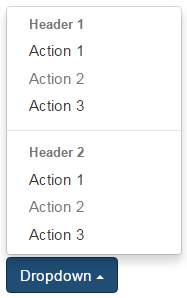 Header 1
Action 1
Action 2
Action 3
Header 2
Action 1
Action 2
Action 3
Dropdown